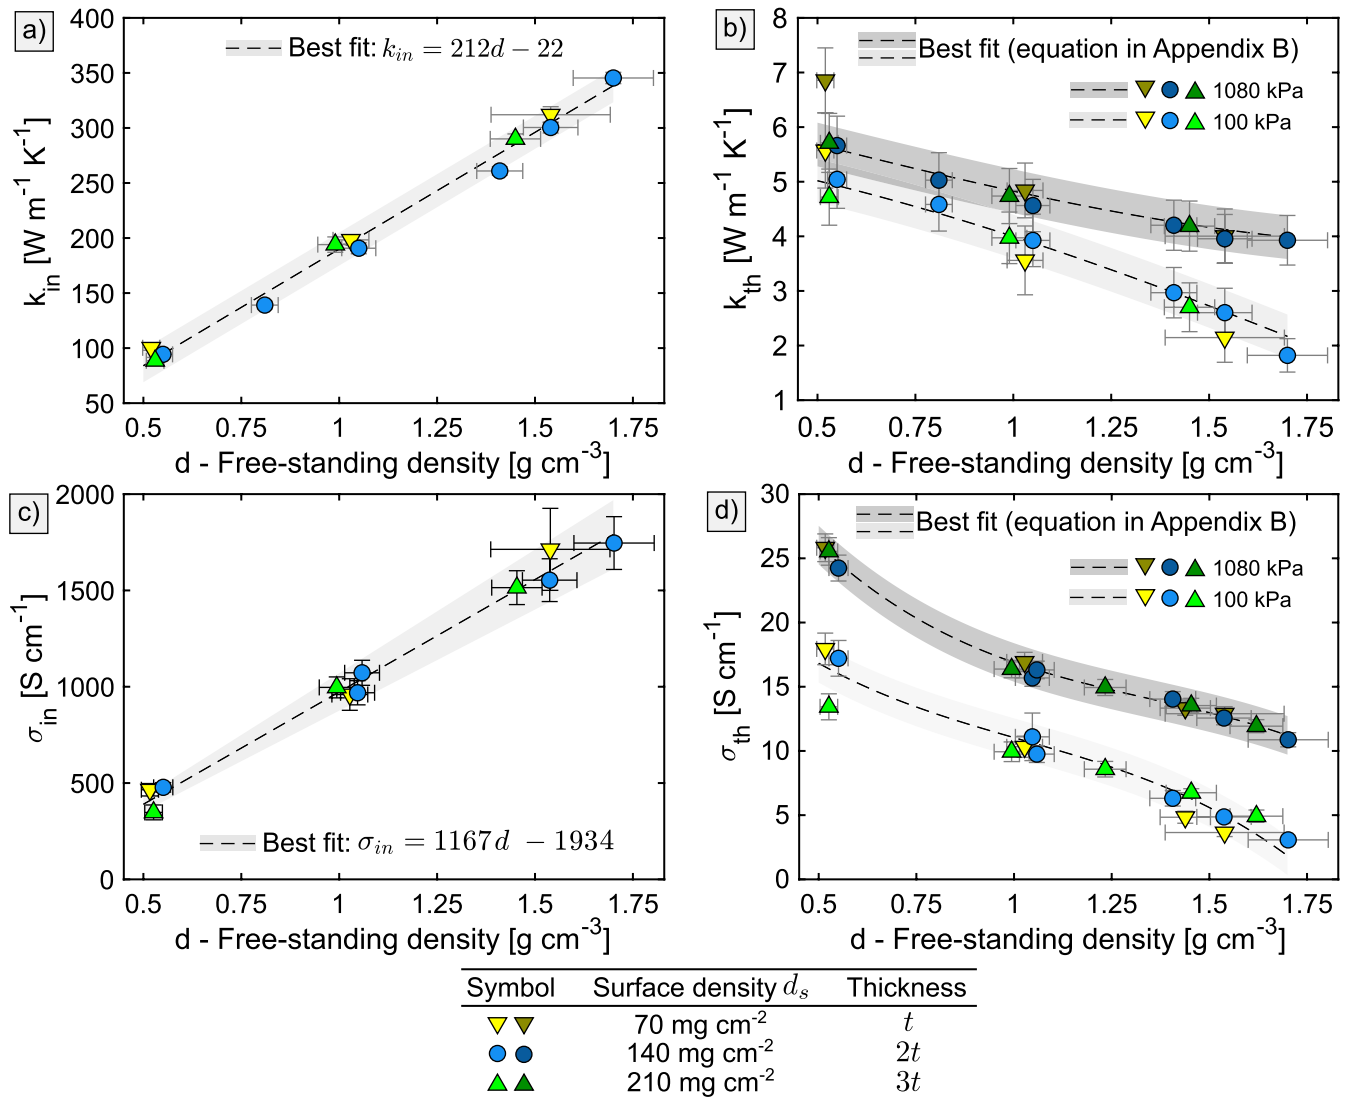 a)
400
350
300
250
200
150
100
50
k_in [W m⁻¹ K⁻¹]
Best fit: k_in = 212d − 22
0.5 0.75 1 1.25 1.5 1.75
d - Free-standing density [g cm⁻³]
b)
8
7
6
5
4
3
2
1
k_th [W m⁻¹ K⁻¹]
Best fit (equation in Appendix B)
1080 kPa
100 kPa
0.5 0.75 1 1.25 1.5 1.75
d - Free-standing density [g cm⁻³]
c)
2000
1500
1000
500
0
σ_in [S cm⁻¹]
Best fit: σ_in = 1167d − 1934
0.5 0.75 1 1.25 1.5 1.75
d - Free-standing density [g cm⁻³]
d)
30
25
20
15
10
5
0
σ_th [S cm⁻¹]
Best fit (equation in Appendix B)
1080 kPa
100 kPa
0.5 0.75 1 1.25 1.5 1.75
d - Free-standing density [g cm⁻³]
Symbol Surface density d_s Thickness
70 mg cm⁻² t
140 mg cm⁻² 2t
210 mg cm⁻² 3t